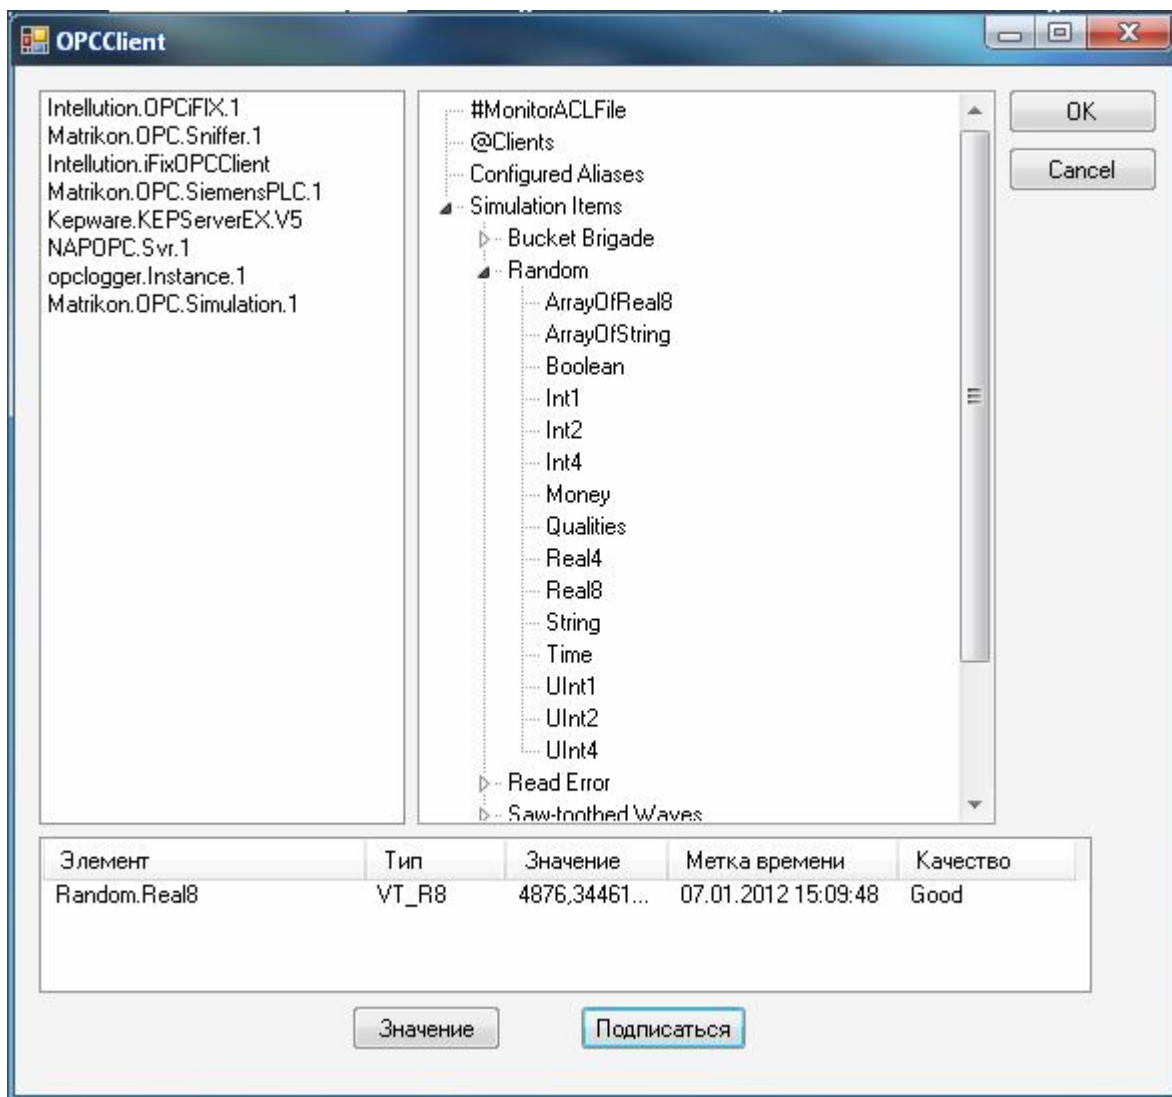 OPCClient
Intellution.OPCiFIX.1
Matrikon.OPC.Sniffer.1
Intellution.iFixOPCClient
Matrikon.OPC.SiemensPLC.1
Kepware.KEPServerEX.V5
NAPOPC.Svr.1
opclogger.Instance.1
Matrikon.OPC.Simulation.1
#MonitorACLFile
@Clients
Configured Aliases
Simulation Items
Bucket Brigade
Random
ArrayOfReal8
ArrayOfString
Boolean
Int1
Int2
Int4
Money
Qualities
Real4
Real8
String
Time
UInt1
UInt2
UInt4
Read Error
Saw-toothed Waves
OK
Cancel
Элемент Тип Значение Метка времени Качество
Random.Real8 VT_R8 4876,34461... 07.01.2012 15:09:48 Good
Значение Подписаться